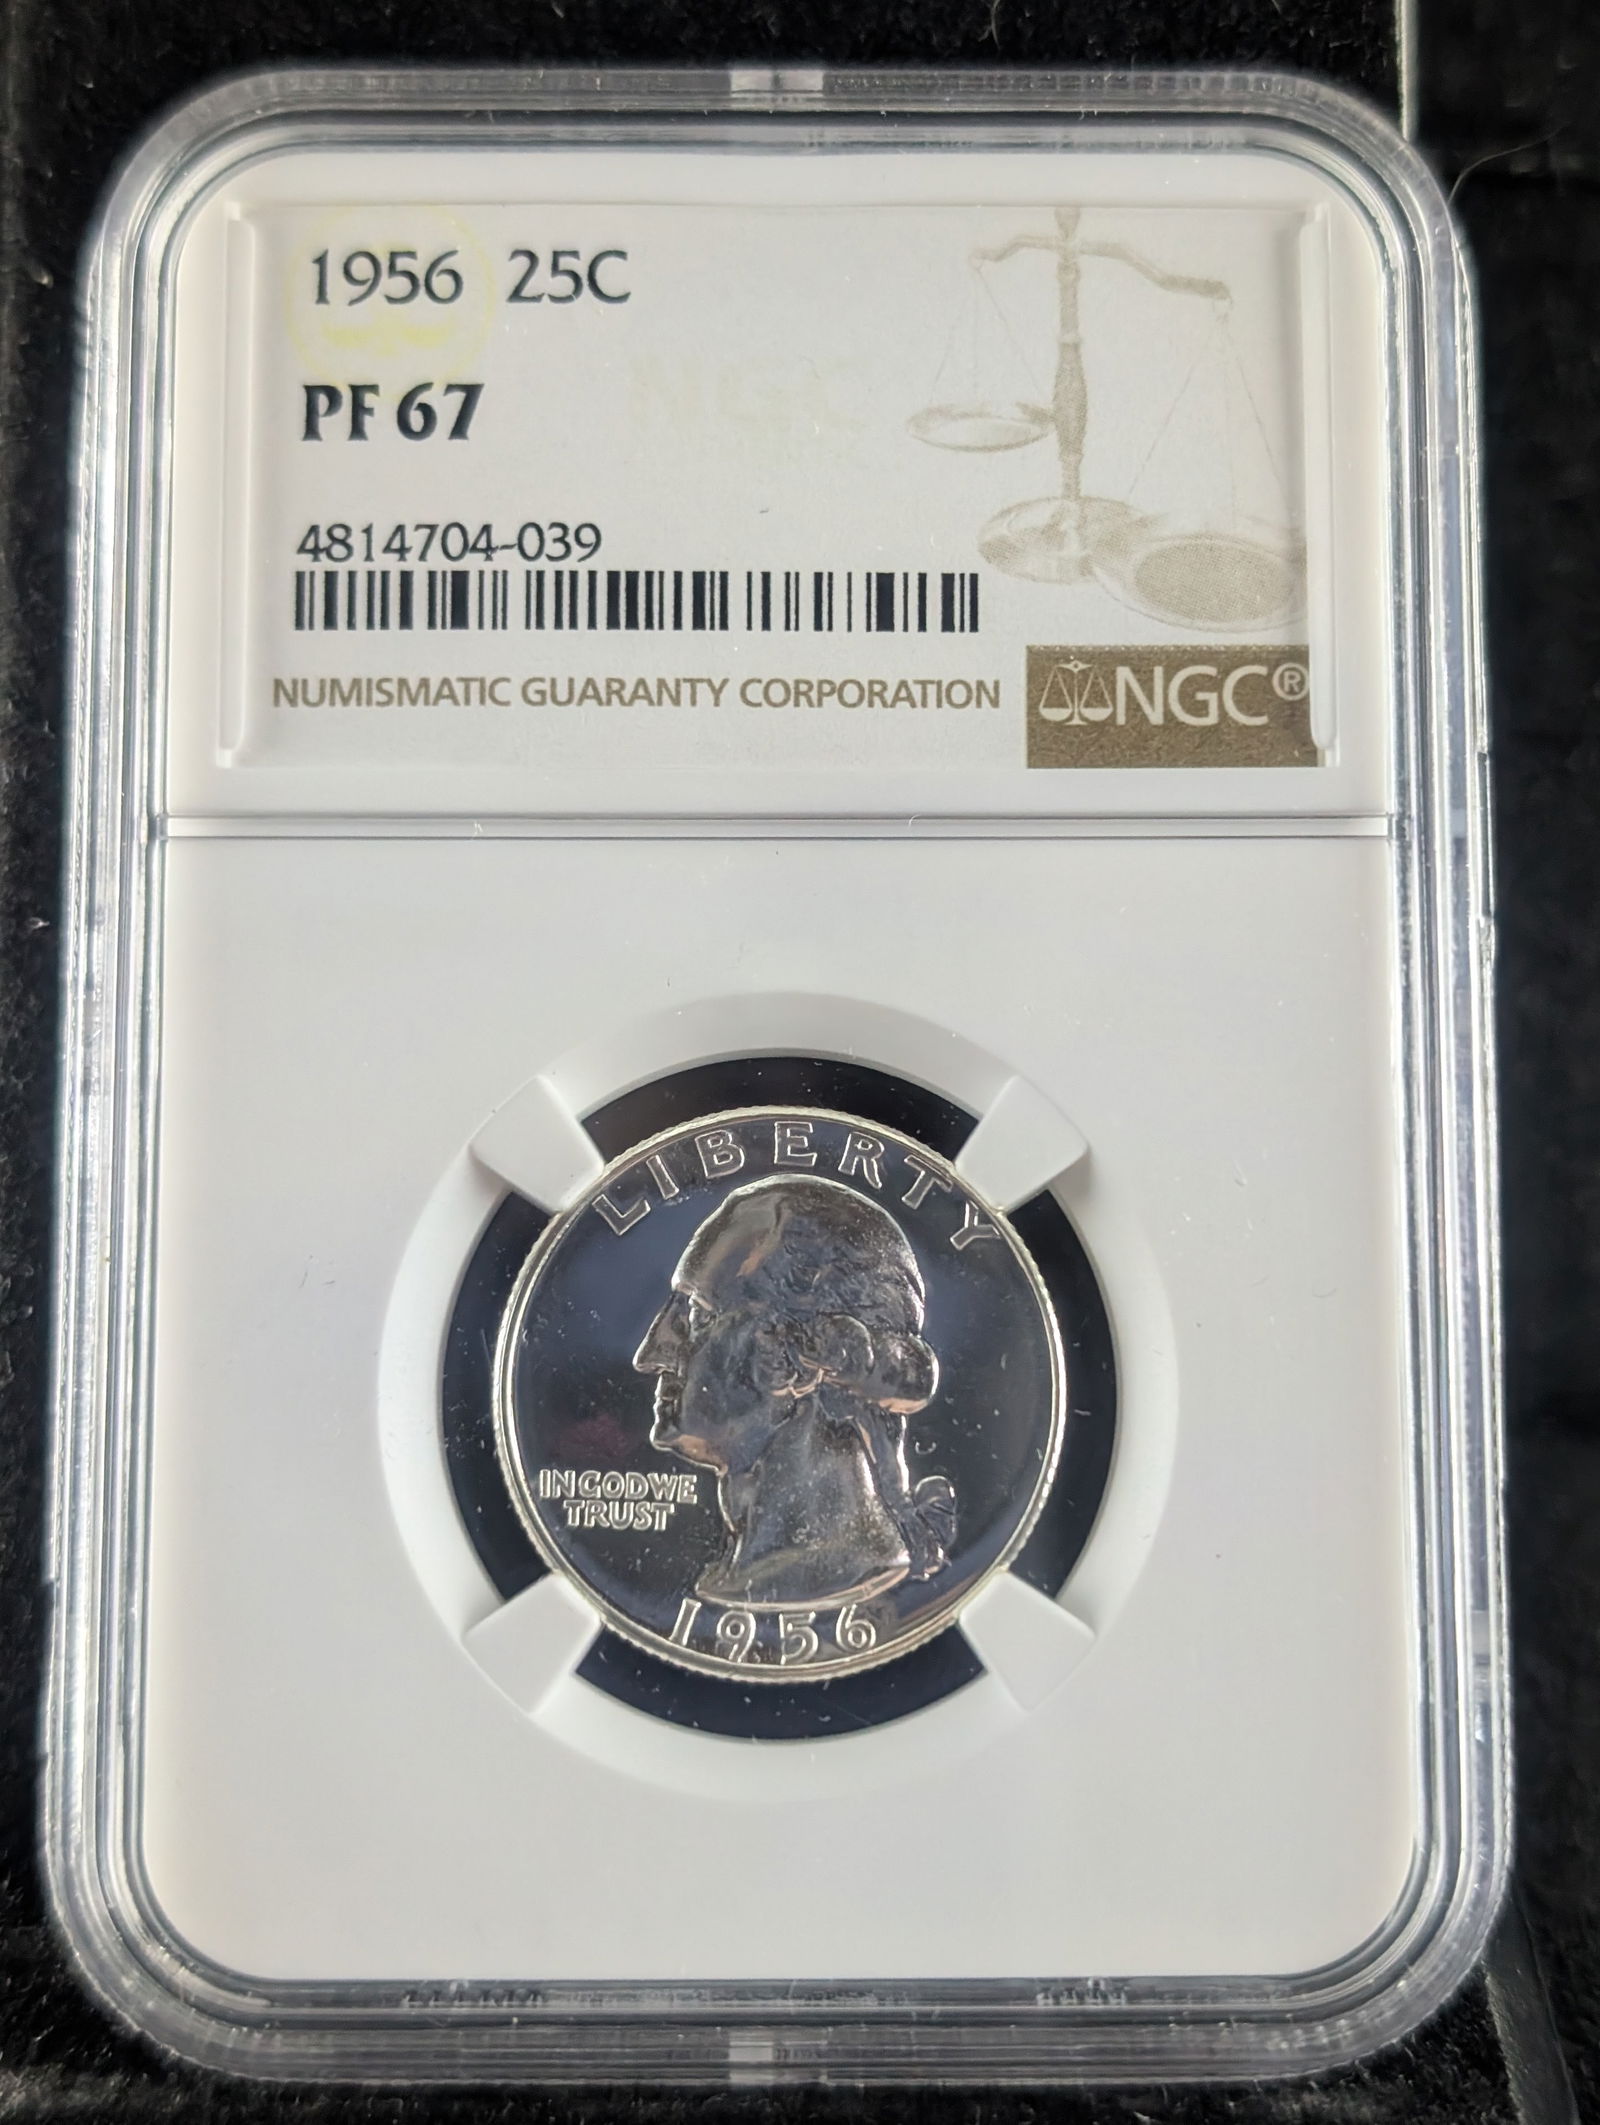 1956 25C
PF 67
4814704-039
NUMISMATIC GUARANTY CORPORATION
NGC®
LIBERTY
IN GOD WE
TRUST
1956